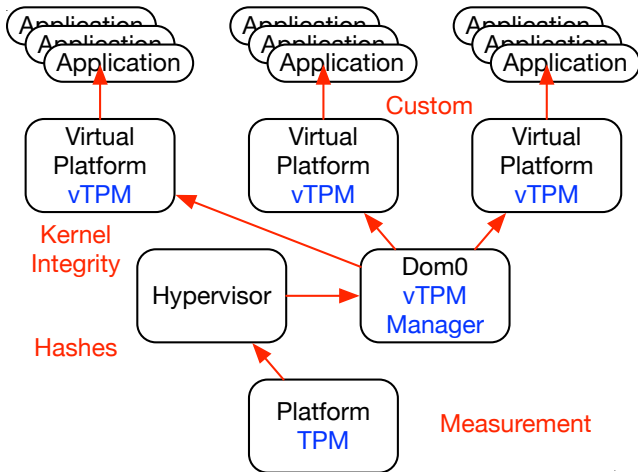 Application
Application
Application
Application
Application
Application
Application
Application
Application
Custom
Virtual
Platform
vTPM
Virtual
Platform
vTPM
Virtual
Platform
vTPM
Kernel
Integrity
Hypervisor
Dom0
vTPM
Manager
Hashes
Platform
TPM
Measurement